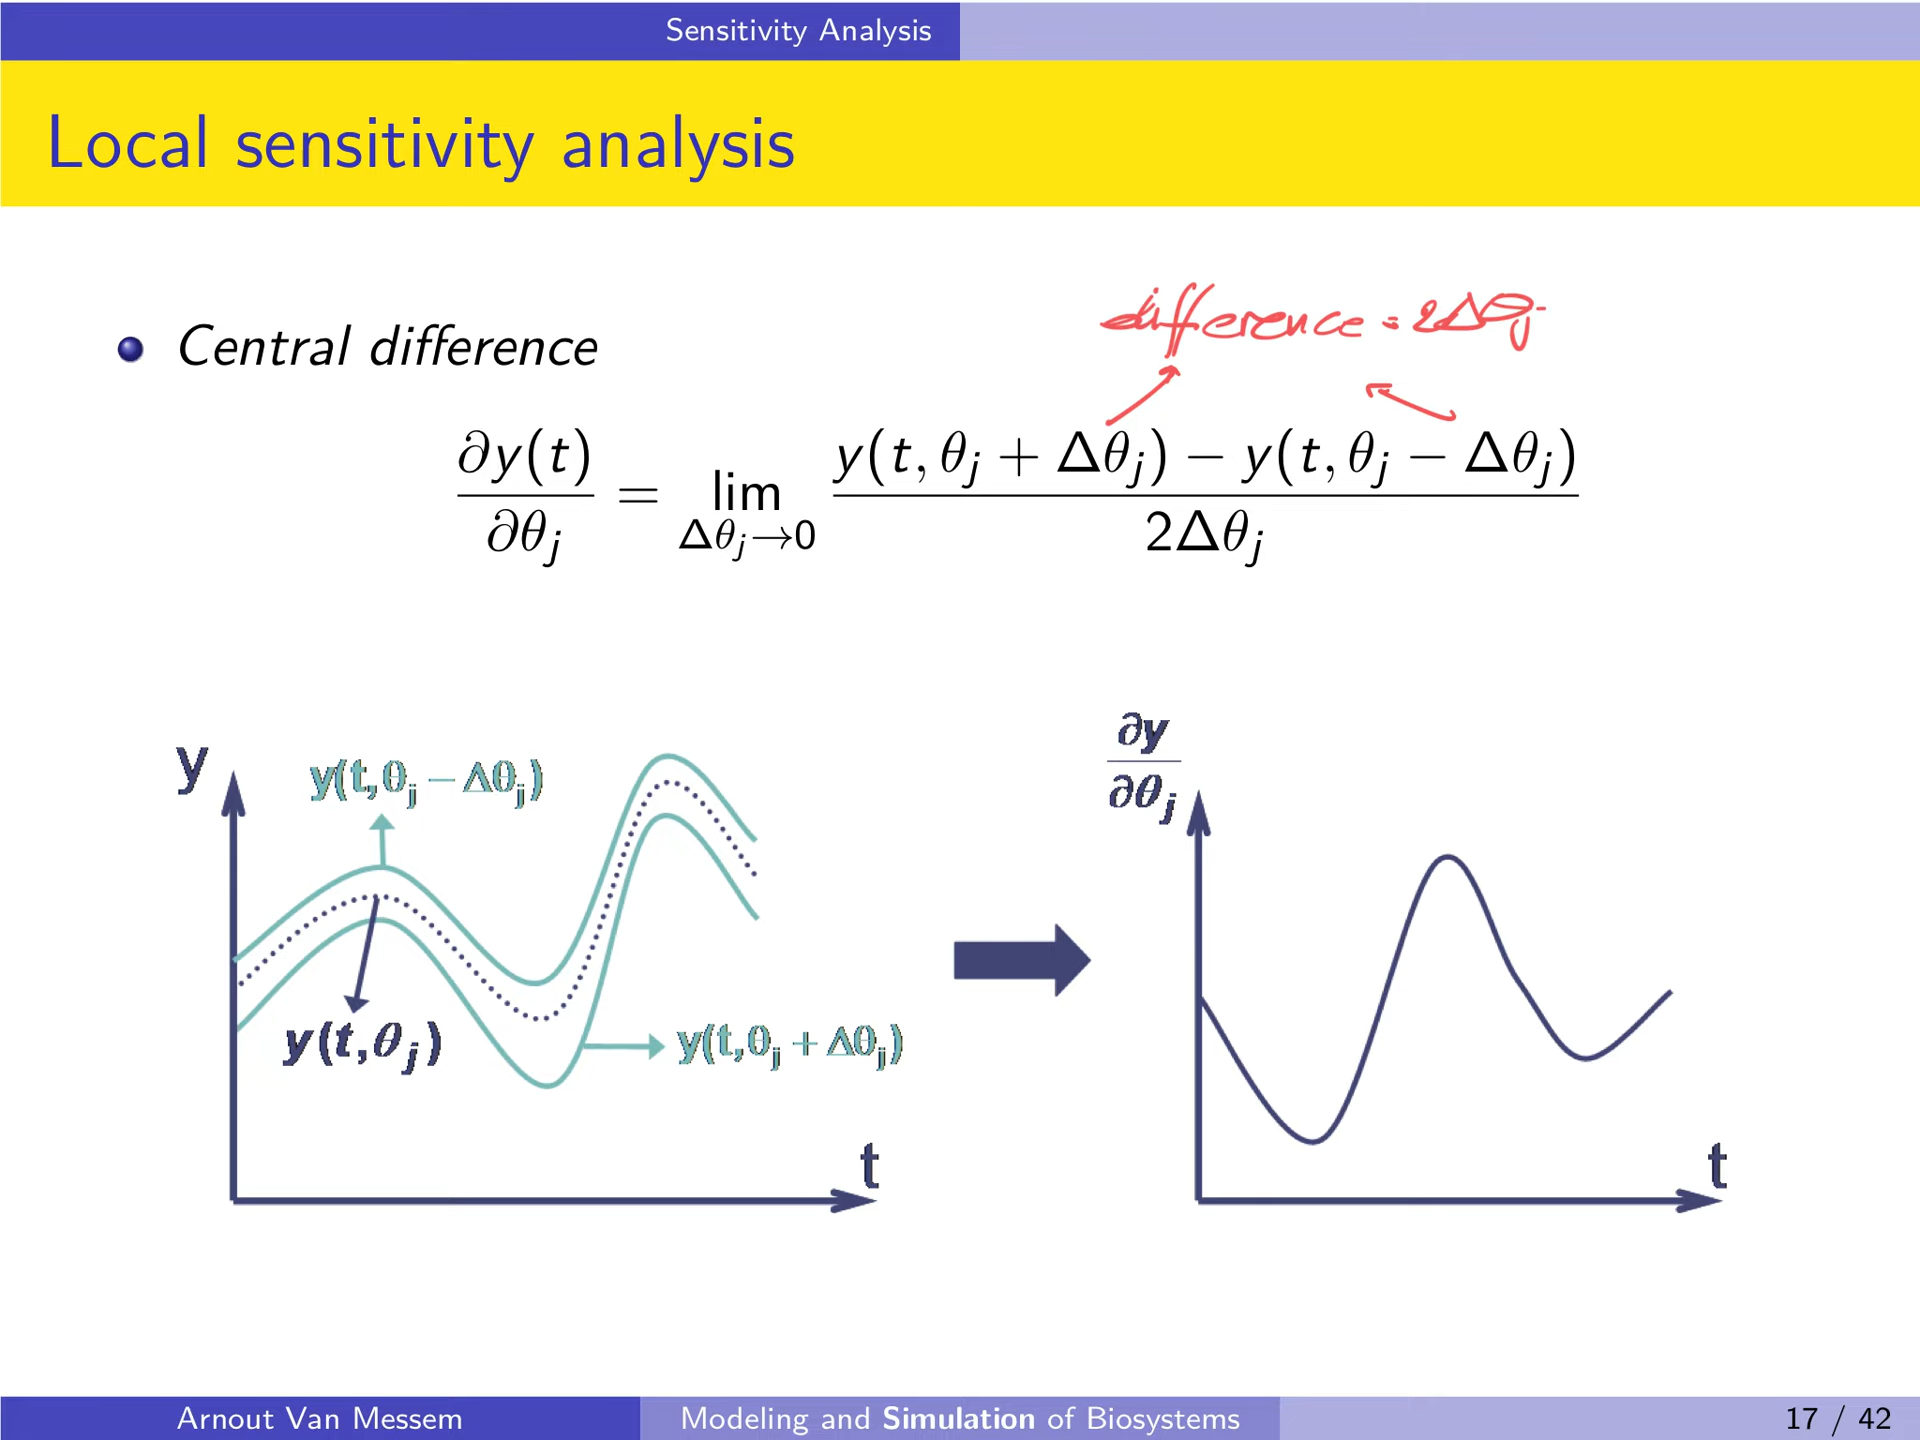 Sensitivity Analysis
Local sensitivity analysis
difference = 2Δθj
Central difference
∂y(t)/∂θj = lim Δθj→0 (y(t, θj + Δθj) − y(t, θj − Δθj))/(2Δθj)
y
y(t,θj − Δθj)
y(t,θj)
y(t,θj + Δθj)
t
∂y/∂θj
t
Arnout Van Messem Modeling and Simulation of Biosystems 17 / 42